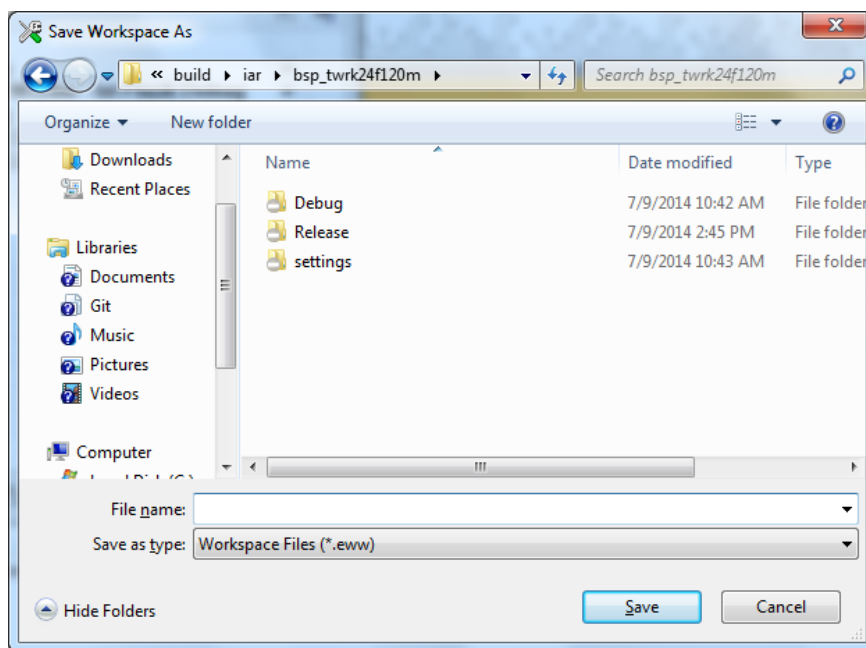 Save Workspace As
« build iar bsp_twrk24f120m
Search bsp_twrk24f120m
Organize New folder
Downloads
Recent Places
Libraries
Documents
Git
Music
Pictures
Videos
Computer
Name Date modified Type
Debug 7/9/2014 10:42 AM File folder
Release 7/9/2014 2:45 PM File folder
settings 7/9/2014 10:43 AM File folder
File name:
Save as type: Workspace Files (*.eww)
Hide Folders Save Cancel